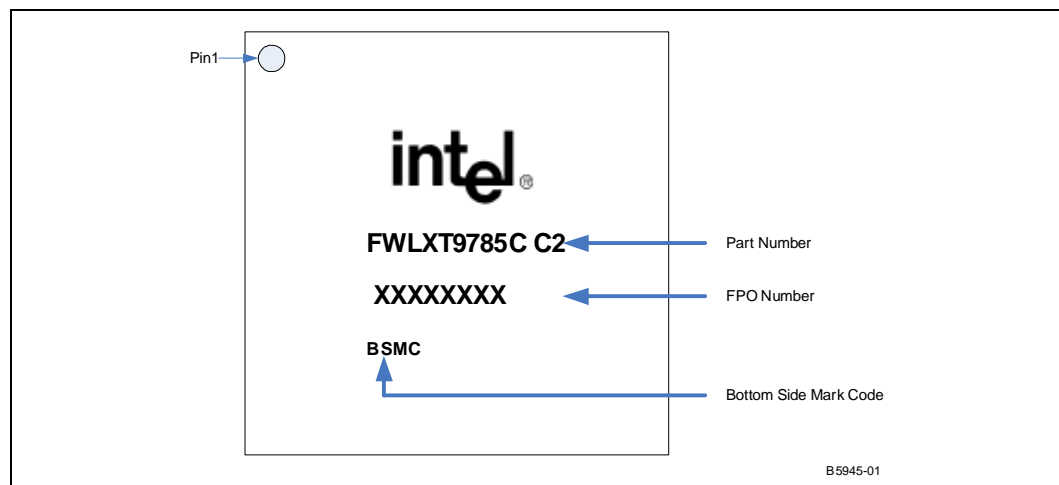 Pin1
intel®
FWLXT9785C C2
Part Number
XXXXXXXX
FPO Number
BSMC
Bottom Side Mark Code
B5945-01